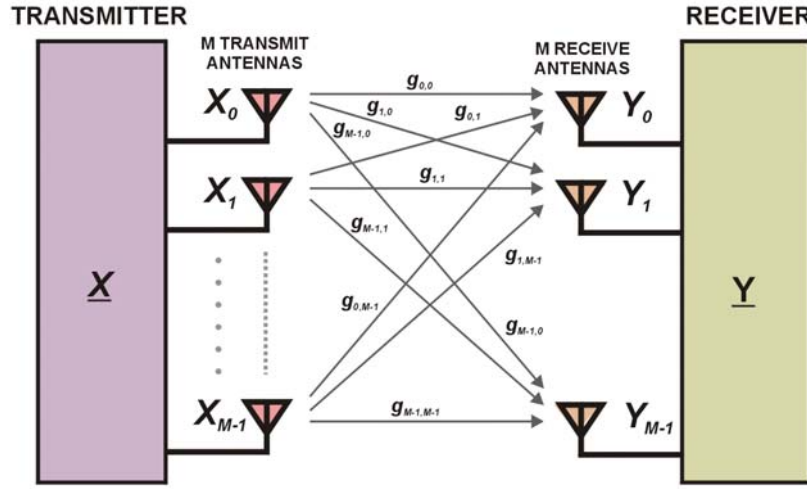 TRANSMITTER
RECEIVER
M TRANSMIT
ANTENNAS
M RECEIVE
ANTENNAS
X0
g0,0
Y0
g1,0
g0,1
gM-1,0
X1
g1,1
Y1
gM-1,1
g1,M-1
X
Y
g0,M-1
gM-1,0
XM-1
gM-1,M-1
YM-1